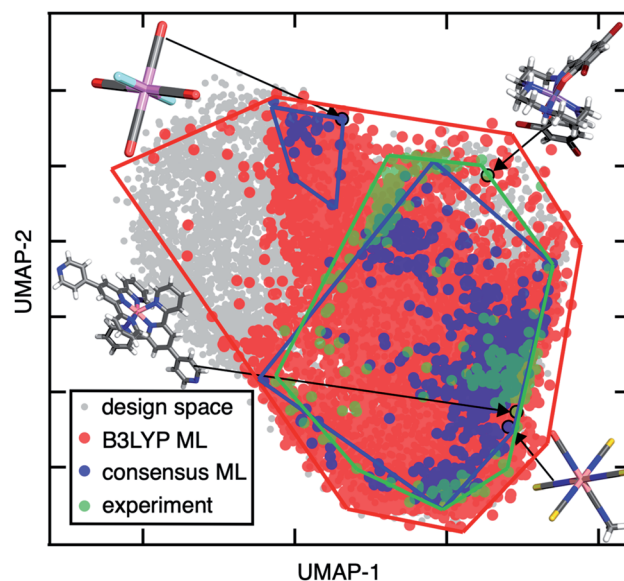 UMAP-2
design space
B3LYP ML
consensus ML
experiment
UMAP-1